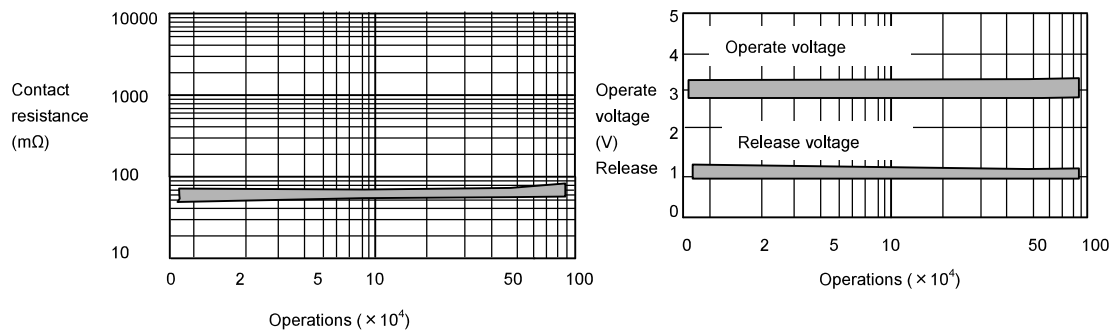 10000
1000
100
10
Contact
resistance
(mΩ)
0 2 5 10 50 100
Operations ( × 10⁴)
5
4
3
2
1
0
Operate
voltage
(V)
Release
Operate voltage
Release voltage
0 2 5 10 50 100
Operations ( × 10⁴)